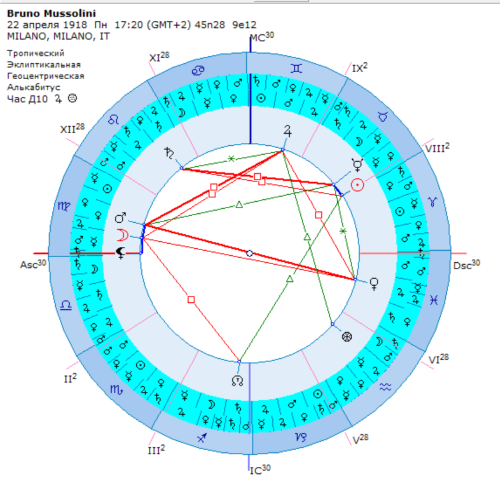 Bruno Mussolini
22 апреля 1918  Пн  17:20 (GMT+2) 45n28  9e12
MILANO, MILANO, IT
Тропический
Эклиптикальная
Геоцентрическая
Алькабитус
Час Д10 ♃ ☺
MC30
XI28
IX2
XII28
VIII2
Asc30
Dsc30
II2
VI28
III2
V28
IC30